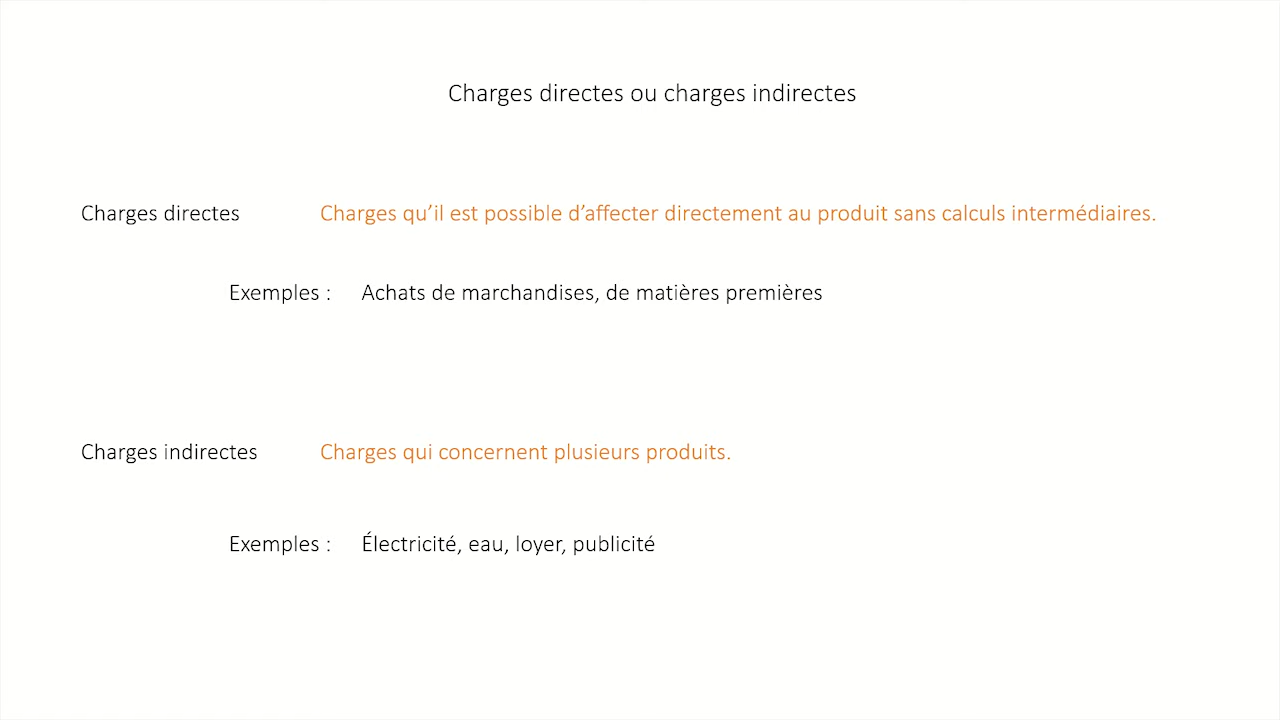 Charges directes ou charges indirectes
Charges directes Charges qu’il est possible d’affecter directement au produit sans calculs intermédiaires.
Exemples : Achats de marchandises, de matières premières
Charges indirectes Charges qui concernent plusieurs produits.
Exemples : Électricité, eau, loyer, publicité